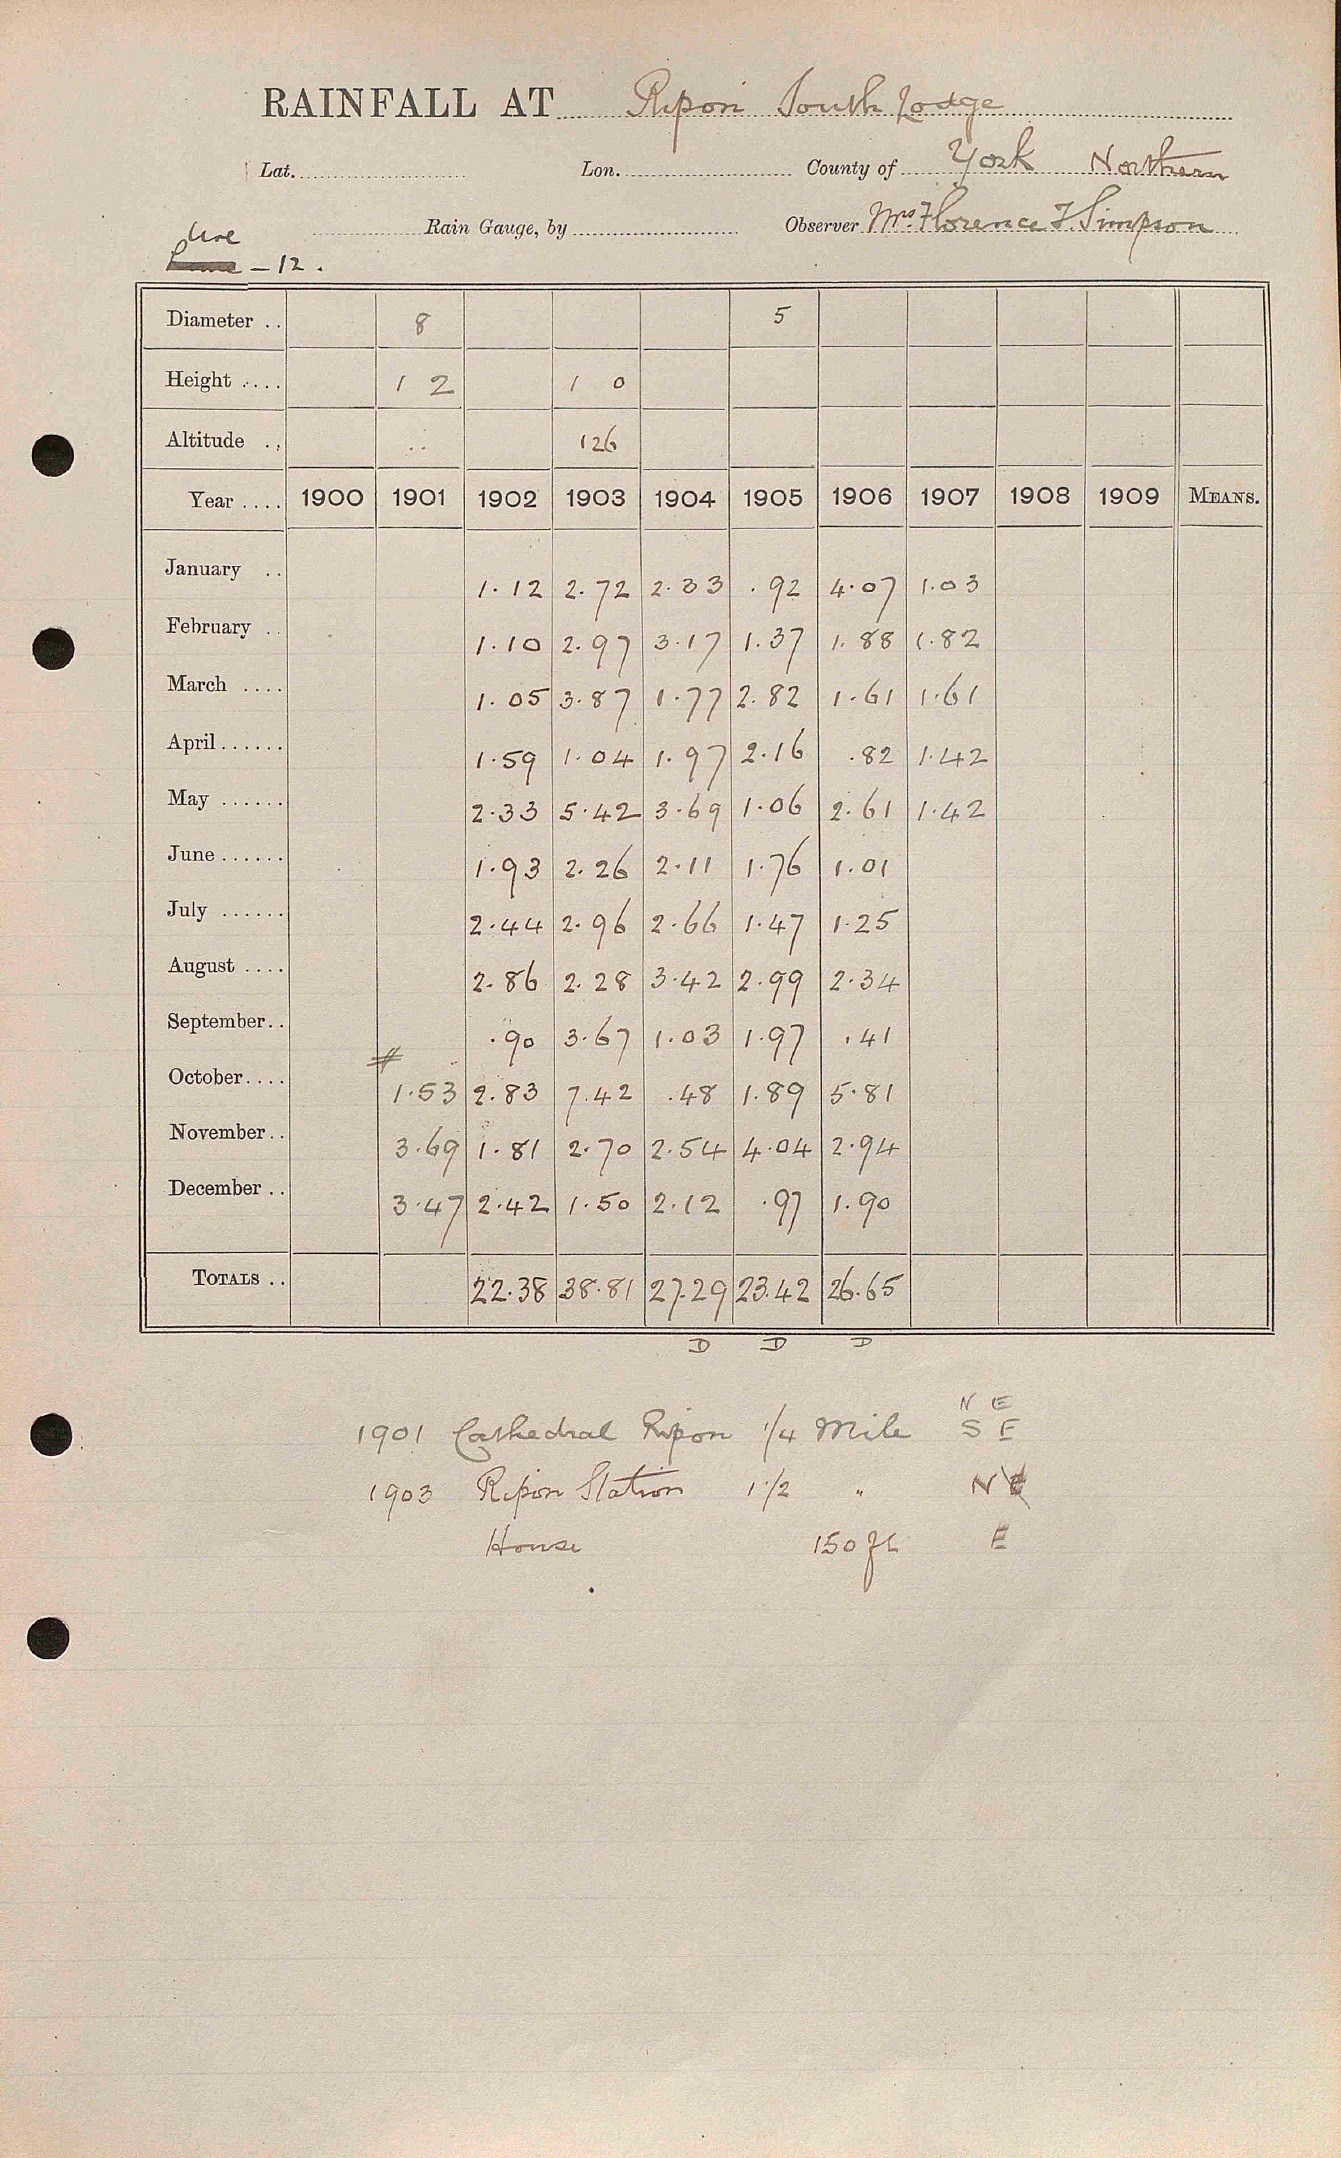 RAINFALL AT Ripon South Lodge
Lat. Lon. County of York Northern
Rain Gauge, by Observer Mrs. Florence F. Simpson
Ure
- 12.
Diameter .. 8 5
Height .... 1 2 1 0
Altitude .. .. 126
Year .... 1900 1901 1902 1903 1904 1905 1906 1907 1908 1909 MEANS.
January .. 1.12 2.72 2.33 .92 4.07 1.03
February .. 1.10 2.97 3.17 1.37 1.88 1.82
March .... 1.05 3.87 1.77 2.82 1.61 1.61
April ...... 1.59 1.04 1.97 2.16 .82 1.42
May ...... 2.33 5.42 3.69 1.06 2.61 1.42
June ...... 1.93 2.26 2.11 1.76 1.01
July ...... 2.44 2.96 2.66 1.47 1.25
August .... 2.86 2.28 3.42 2.99 2.34
September.. .90 3.67 1.03 1.97 .41
October.... # 1.53 2.83 7.42 .48 1.89 5.81
November.. 3.69 1.81 2.70 2.54 4.04 2.94
December .. 3.47 2.42 1.50 2.12 .97 1.90
TOTALS .. 22.38 38.81 27.29 23.42 26.65
D D D
N E
1901 Cathedral Ripon 1/4 Mile S E
1903 Ripon Station 1 1/2 " N E
House 150 ft E